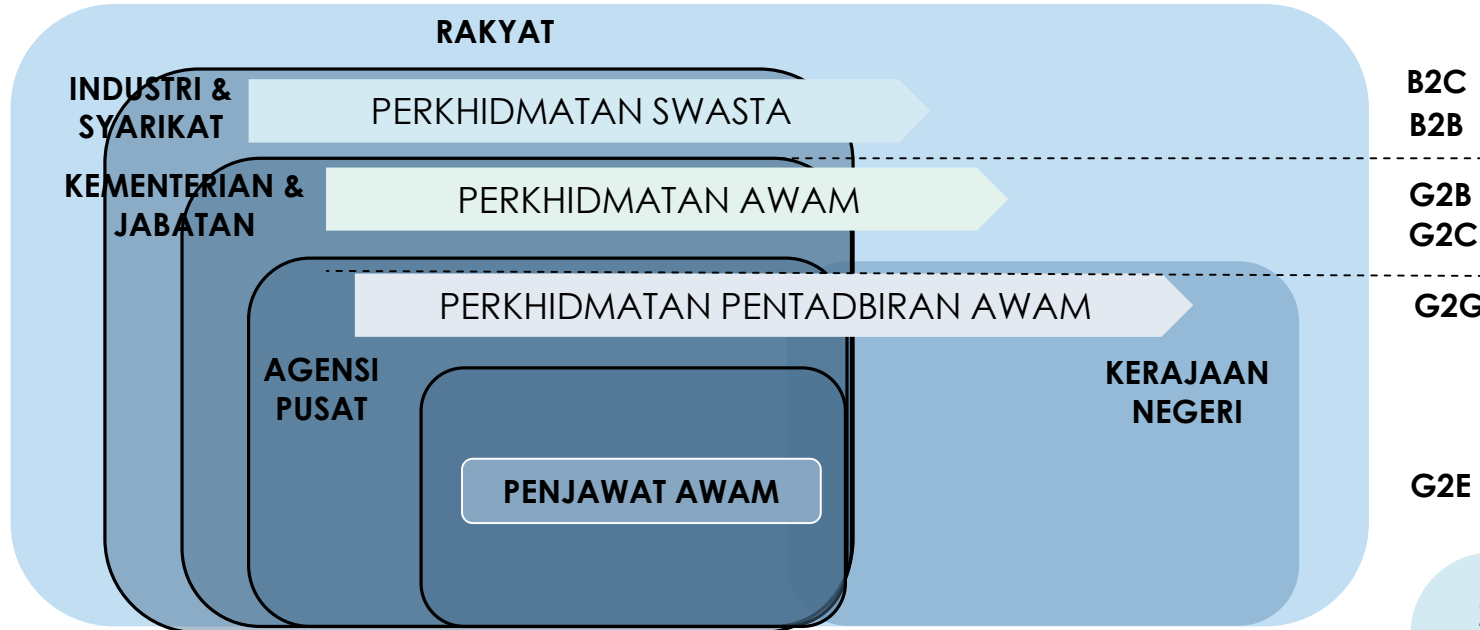 RAKYAT
INDUSTRI &
SYARIKAT
PERKHIDMATAN SWASTA
B2C
B2B
KEMENTERIAN &
JABATAN
PERKHIDMATAN AWAM
G2B
G2C
PERKHIDMATAN PENTADBIRAN AWAM
G2G
AGENSI
PUSAT
KERAJAAN
NEGERI
PENJAWAT AWAM
G2E